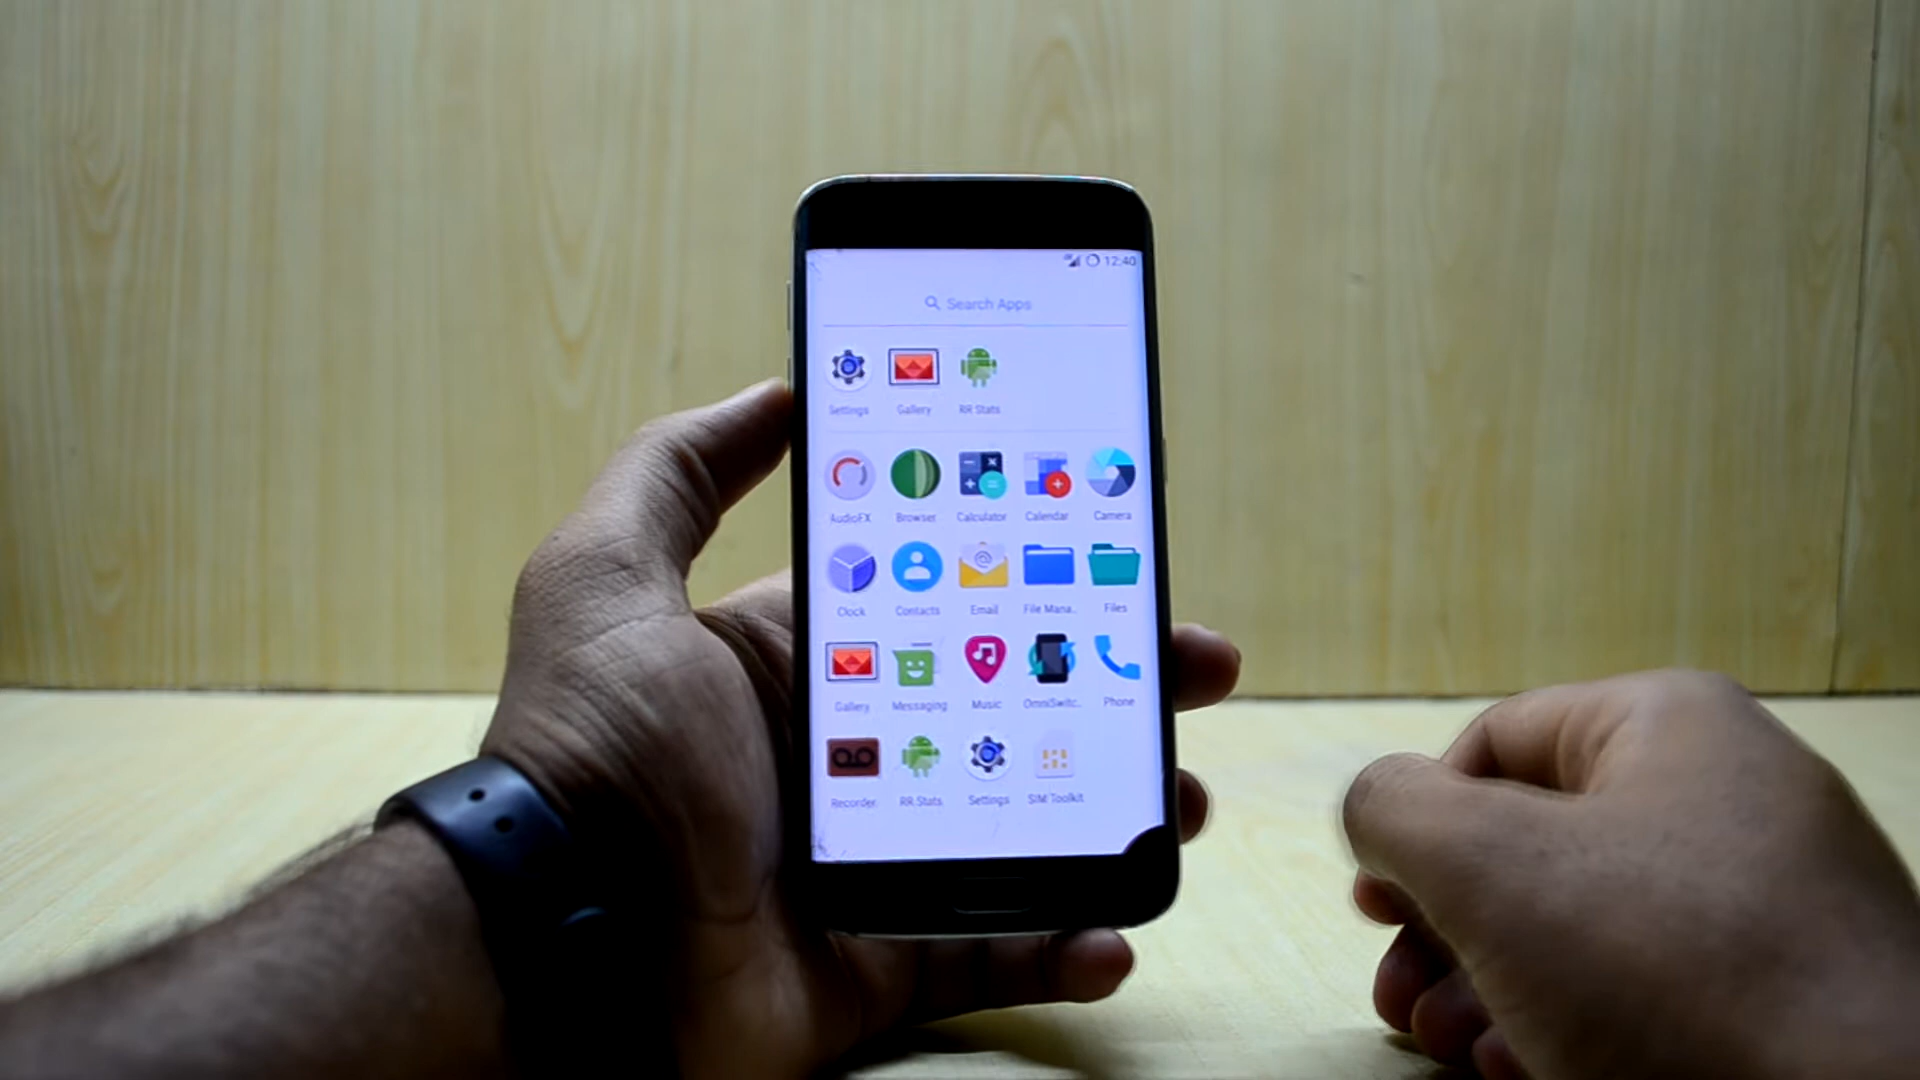 12:40
Search Apps
Settings Gallery RR Stats
AudioFX Browser Calculator Calendar Camera
Clock Contacts Email File Mana.. Files
Gallery Messaging Music OmniSwitc.. Phone
Recorder RR Stats Settings SIM Toolkit